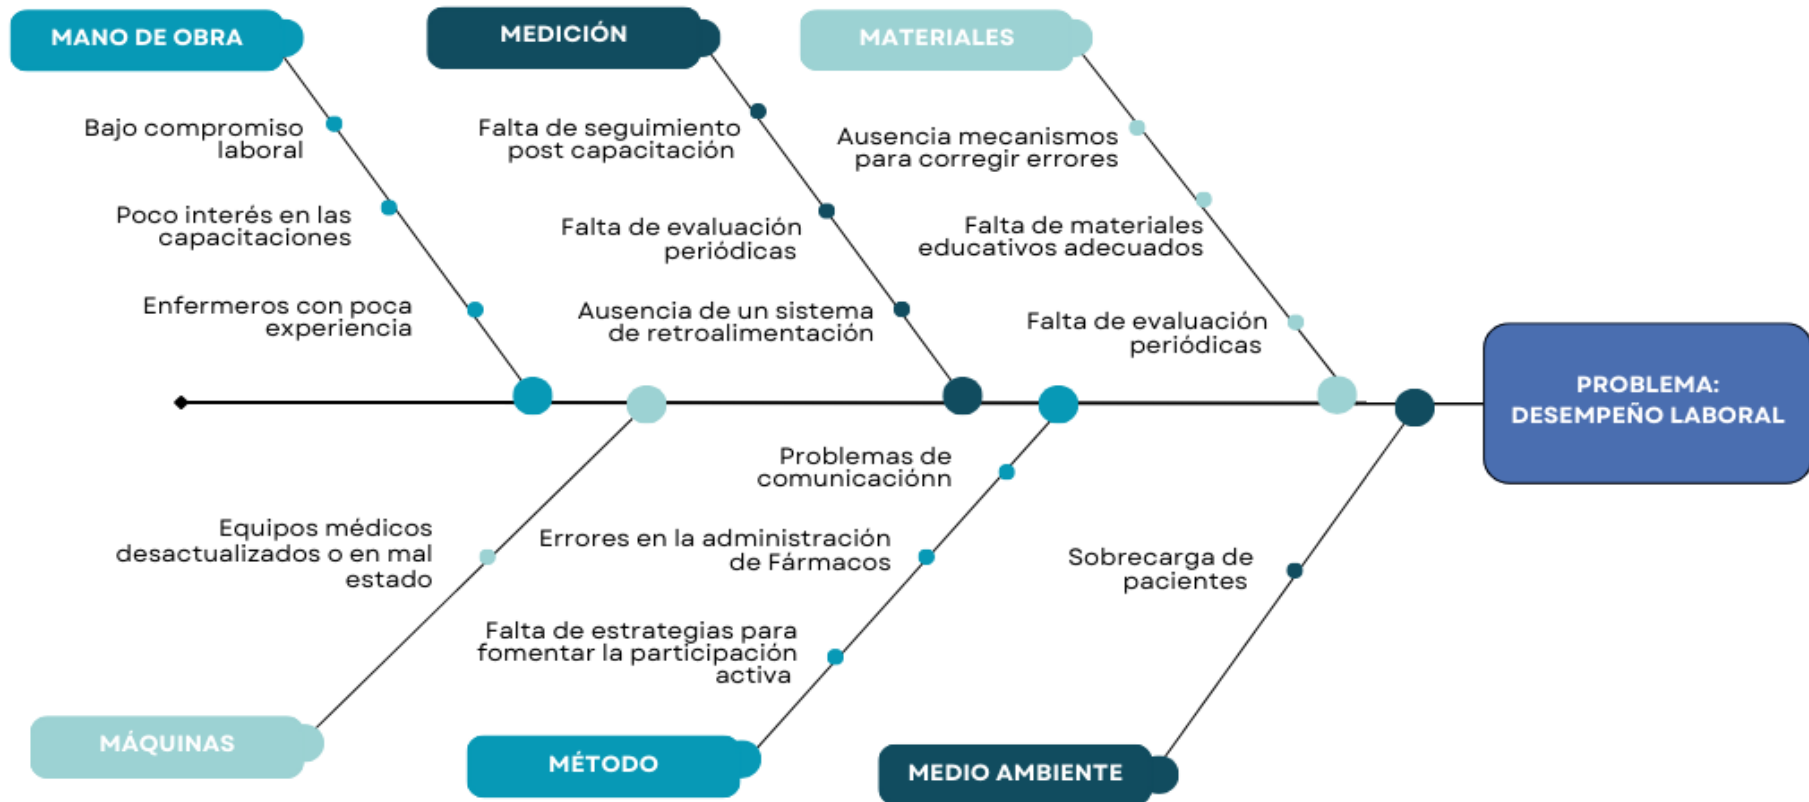 MANO DE OBRA
MEDICIÓN
MATERIALES
Bajo compromiso
laboral
Poco interés en las
capacitaciones
Enfermeros con poca
experiencia
Falta de seguimiento
post capacitación
Falta de evaluación
periódicas
Ausencia de un sistema
de retroalimentación
Ausencia mecanismos
para corregir errores
Falta de materiales
educativos adecuados
Falta de evaluación
periódicas
PROBLEMA:
DESEMPEÑO LABORAL
Equipos médicos
desactualizados o en mal
estado
Problemas de
comunicaciónn
Errores en la administración
de Fármacos
Falta de estrategias para
fomentar la participación
activa
Sobrecarga de
pacientes
MÁQUINAS
MÉTODO
MEDIO AMBIENTE